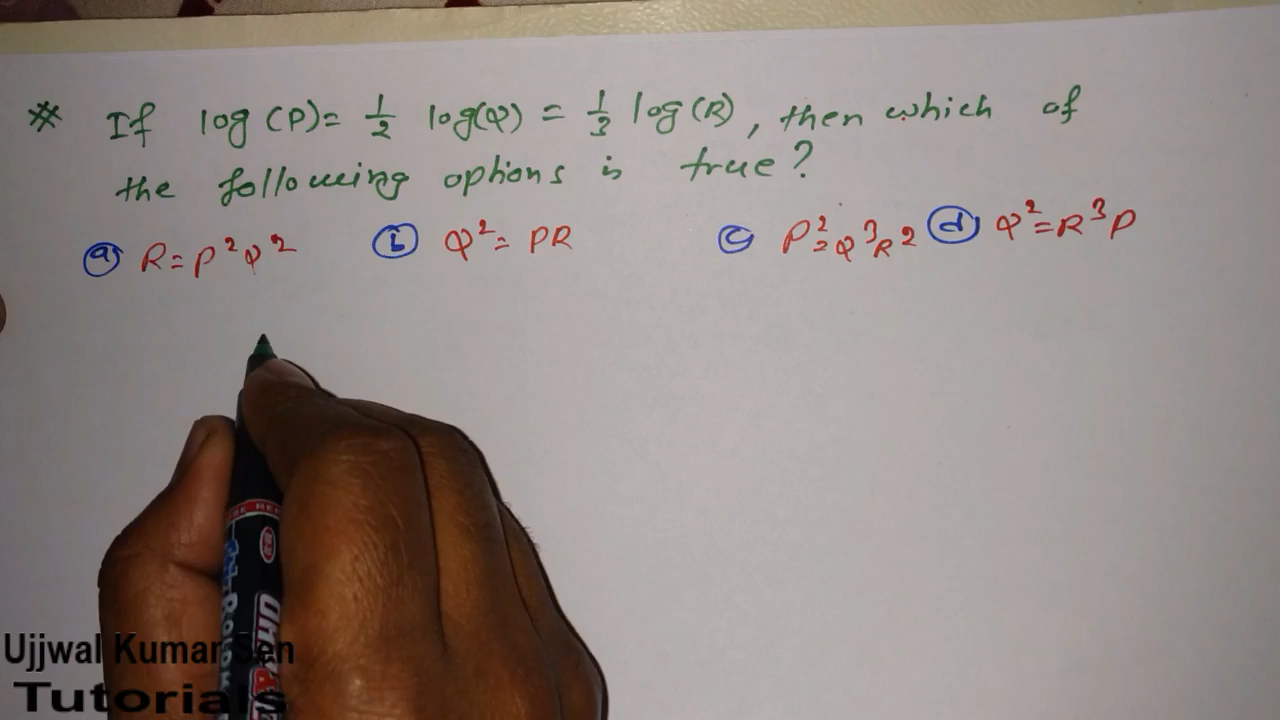 * If log (P) = 1/2 log(Q) = 1/3 log (R), then which of
the following options is true?
(a) R = P²Q² (b) Q² = PR (c) P² = Q³R² (d) Q² = R³P
Ujjwal Kumar Sen
Tutorials